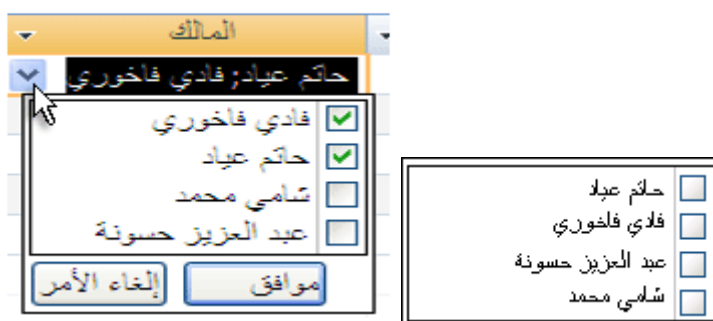 المالك
حاتم عياد; فادي فاخوري
فادي فاخوري
حاتم عياد
شامي محمد
عبد العزيز حسونة
موافق
إلغاء الأمر
حاتم عياد
فادي فاخوري
عبد العزيز حسونة
شامي محمد